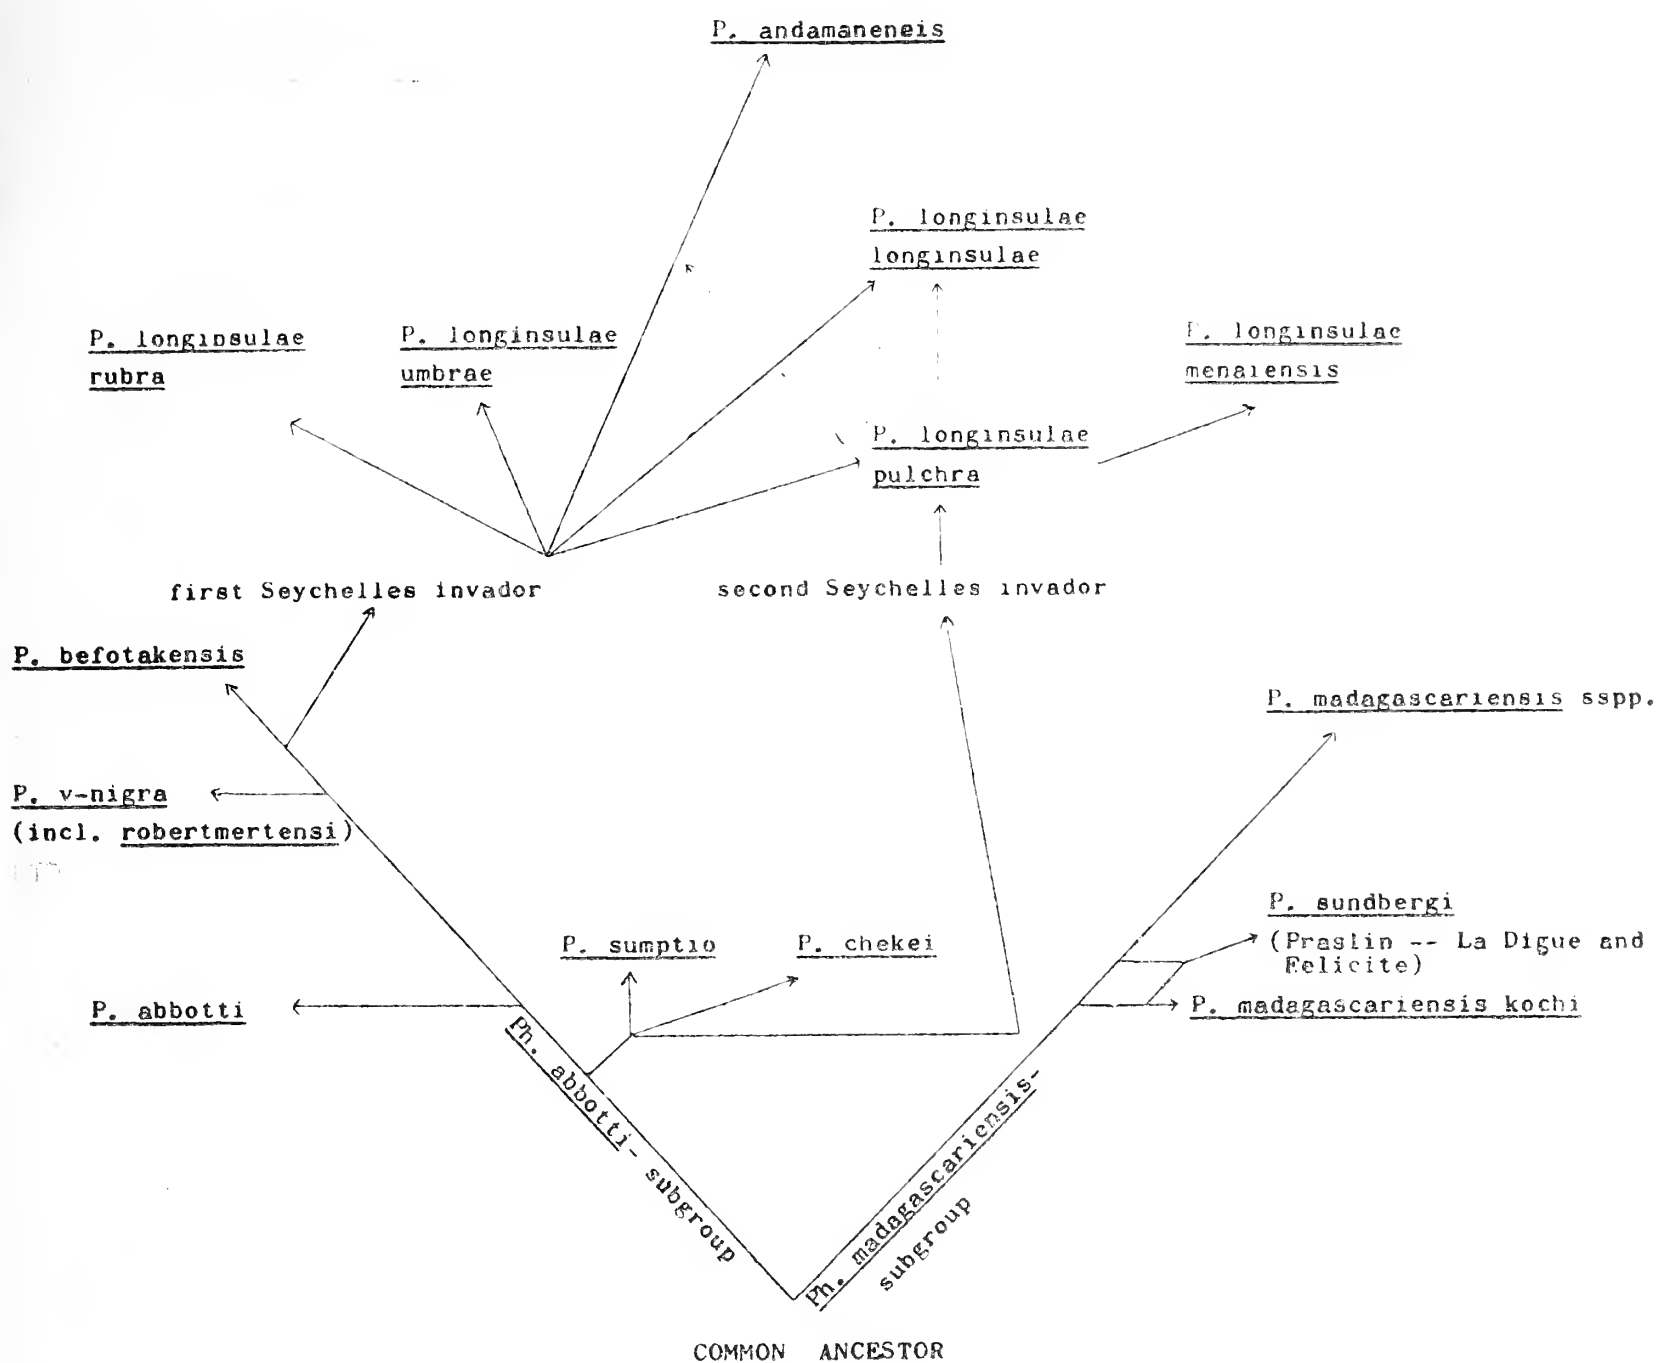 P. andamaneneis
P. longinsulae
longinsulae
P. longinsulae
rubra
P. longinsulae
umbrae
P. longinsulae
menaiensis
P. longinsulae
pulchra
first Seychelles invador
second Seychelles invador
P. befotakensis
P. madagascariensis sspp.
P. v-nigra
(incl. robertmertensi)
P. sundbergi
(Praslin -- La Digue and
Felicite)
P. sumptio
P. chekei
P. abbotti
P. madagascariensis kochi
Ph. abbotti- subgroup
Ph. madagascariensis-
subgroup
COMMON ANCESTOR